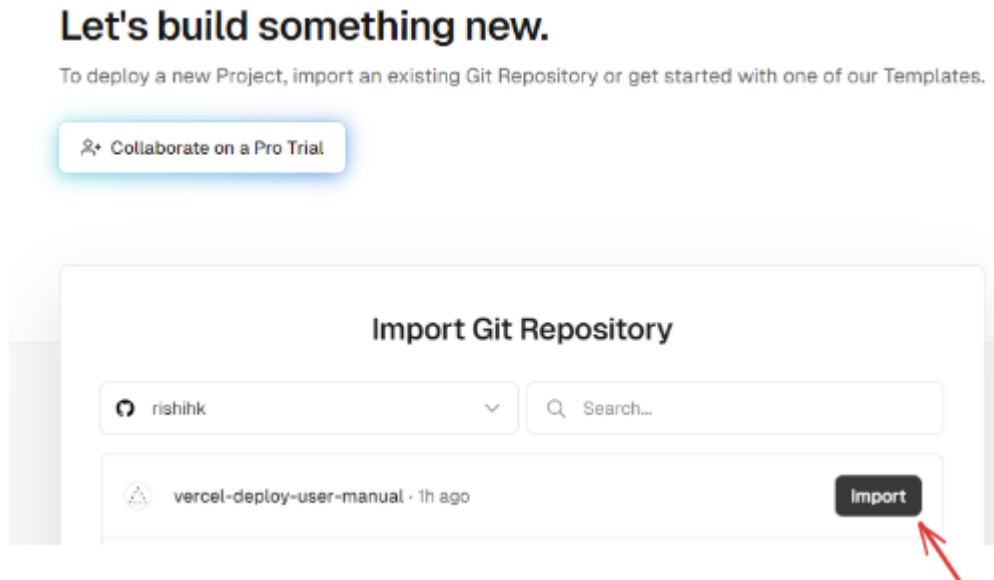 Let's build something new.
To deploy a new Project, import an existing Git Repository or get started with one of our Templates.
Collaborate on a Pro Trial
Import Git Repository
rishihk
Search...
vercel-deploy-user-manual · 1h ago
Import